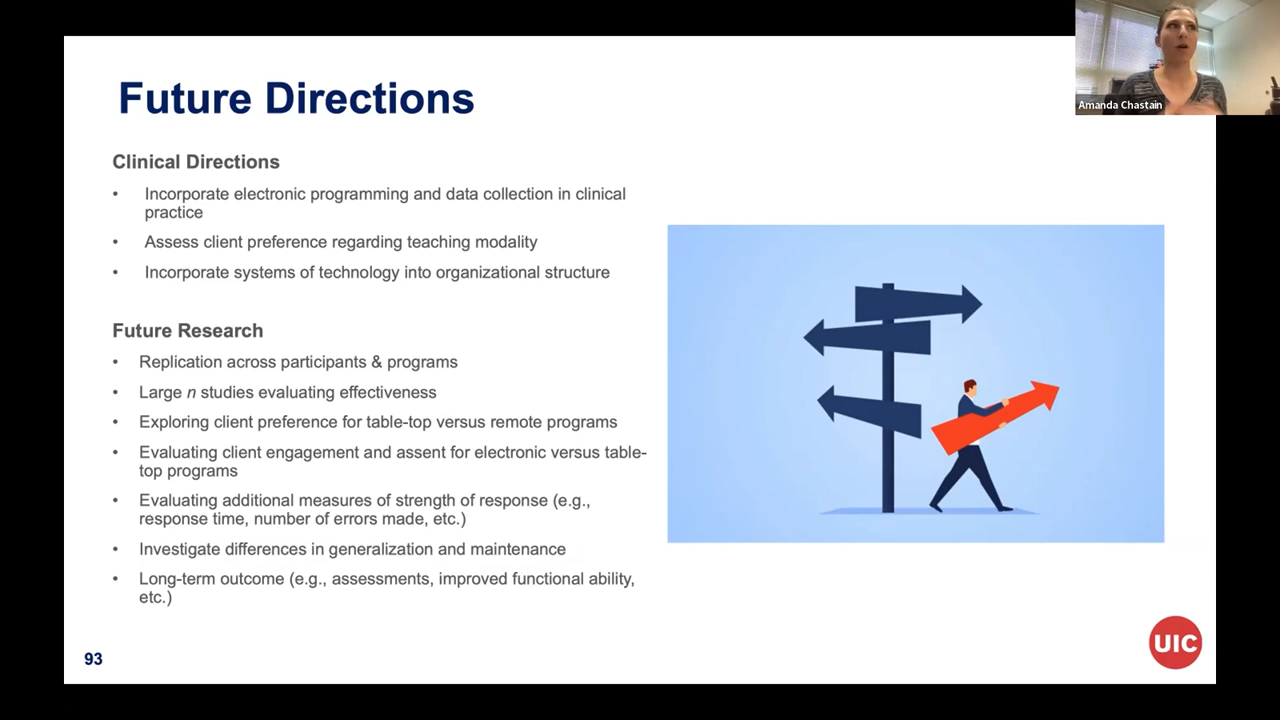 Future Directions
Amanda Chastain
Clinical Directions
• Incorporate electronic programming and data collection in clinical
practice
• Assess client preference regarding teaching modality
• Incorporate systems of technology into organizational structure
Future Research
• Replication across participants & programs
• Large n studies evaluating effectiveness
• Exploring client preference for table-top versus remote programs
• Evaluating client engagement and assent for electronic versus table-
top programs
• Evaluating additional measures of strength of response (e.g.,
response time, number of errors made, etc.)
• Investigate differences in generalization and maintenance
• Long-term outcome (e.g., assessments, improved functional ability,
etc.)
93
UIC